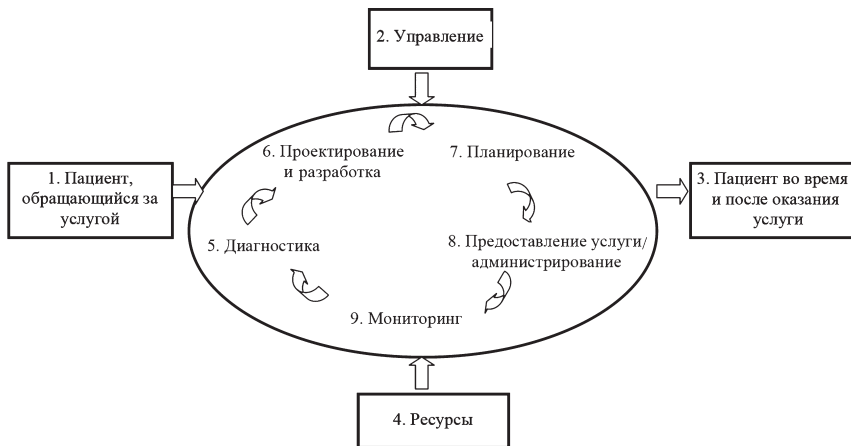 2. Управление
6. Проектирование
и разработка
7. Планирование
1. Пациент,
обращающийся за
услугой
3. Пациент во время
и после оказания
услуги
5. Диагностика
8. Предоставление услуги/
администрирование
9. Мониторинг
4. Ресурсы